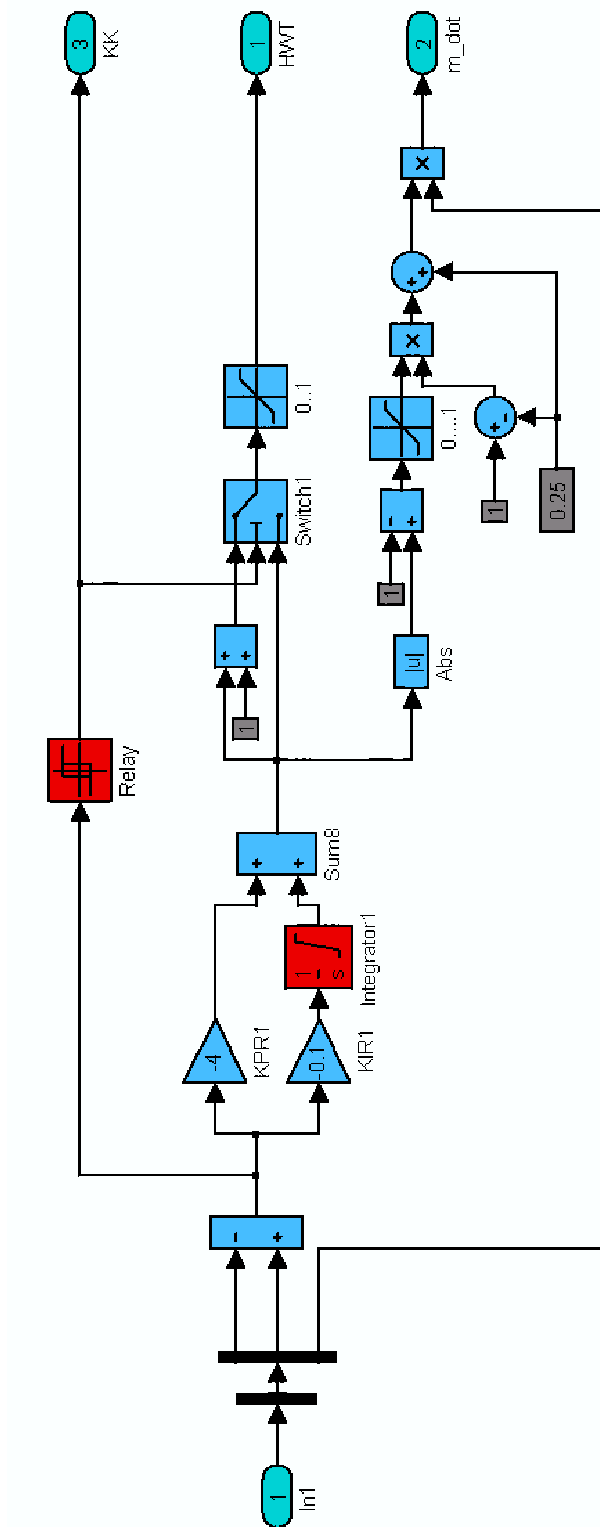 3
KK
Relay
-4
KPR1
1
+
+
Switch1
0..1
1
HWT
-
+
1
In1
+
+
Sum8
-0.1
KIR1
1
s
Integrator1
|u|
Abs
1
-
+
0....1
×
+
+
×
2
m_dot
1
+
-
0.25